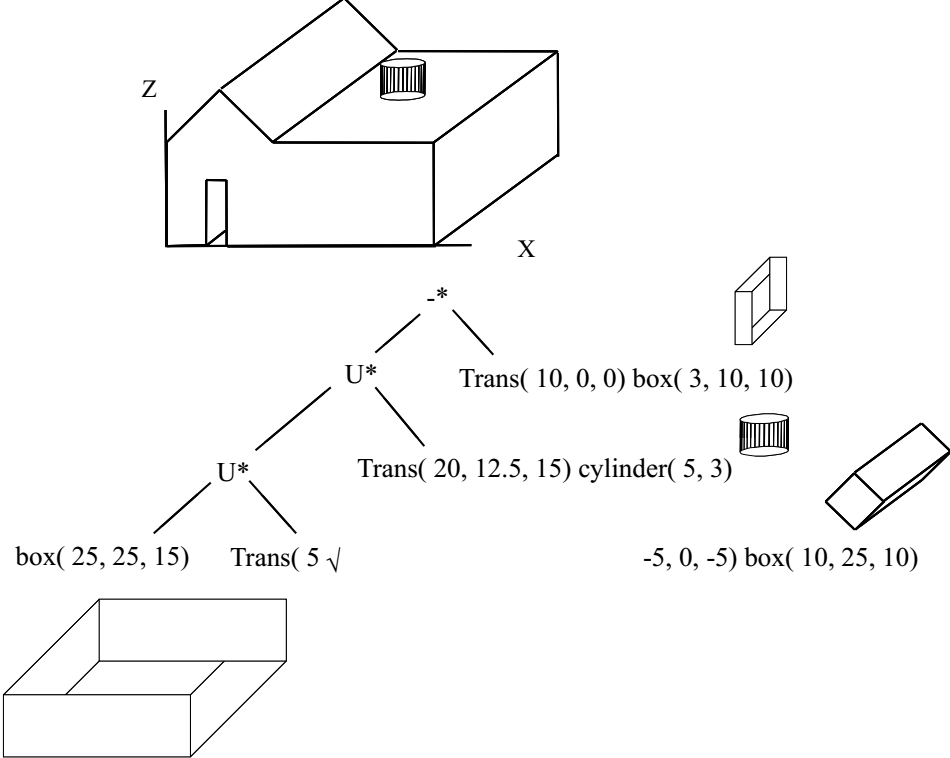 Z
X
-*
U*
Trans( 10, 0, 0) box( 3, 10, 10)
U*
Trans( 20, 12.5, 15) cylinder( 5, 3)
box( 25, 25, 15)
Trans( 5 √
-5, 0, -5) box( 10, 25, 10)